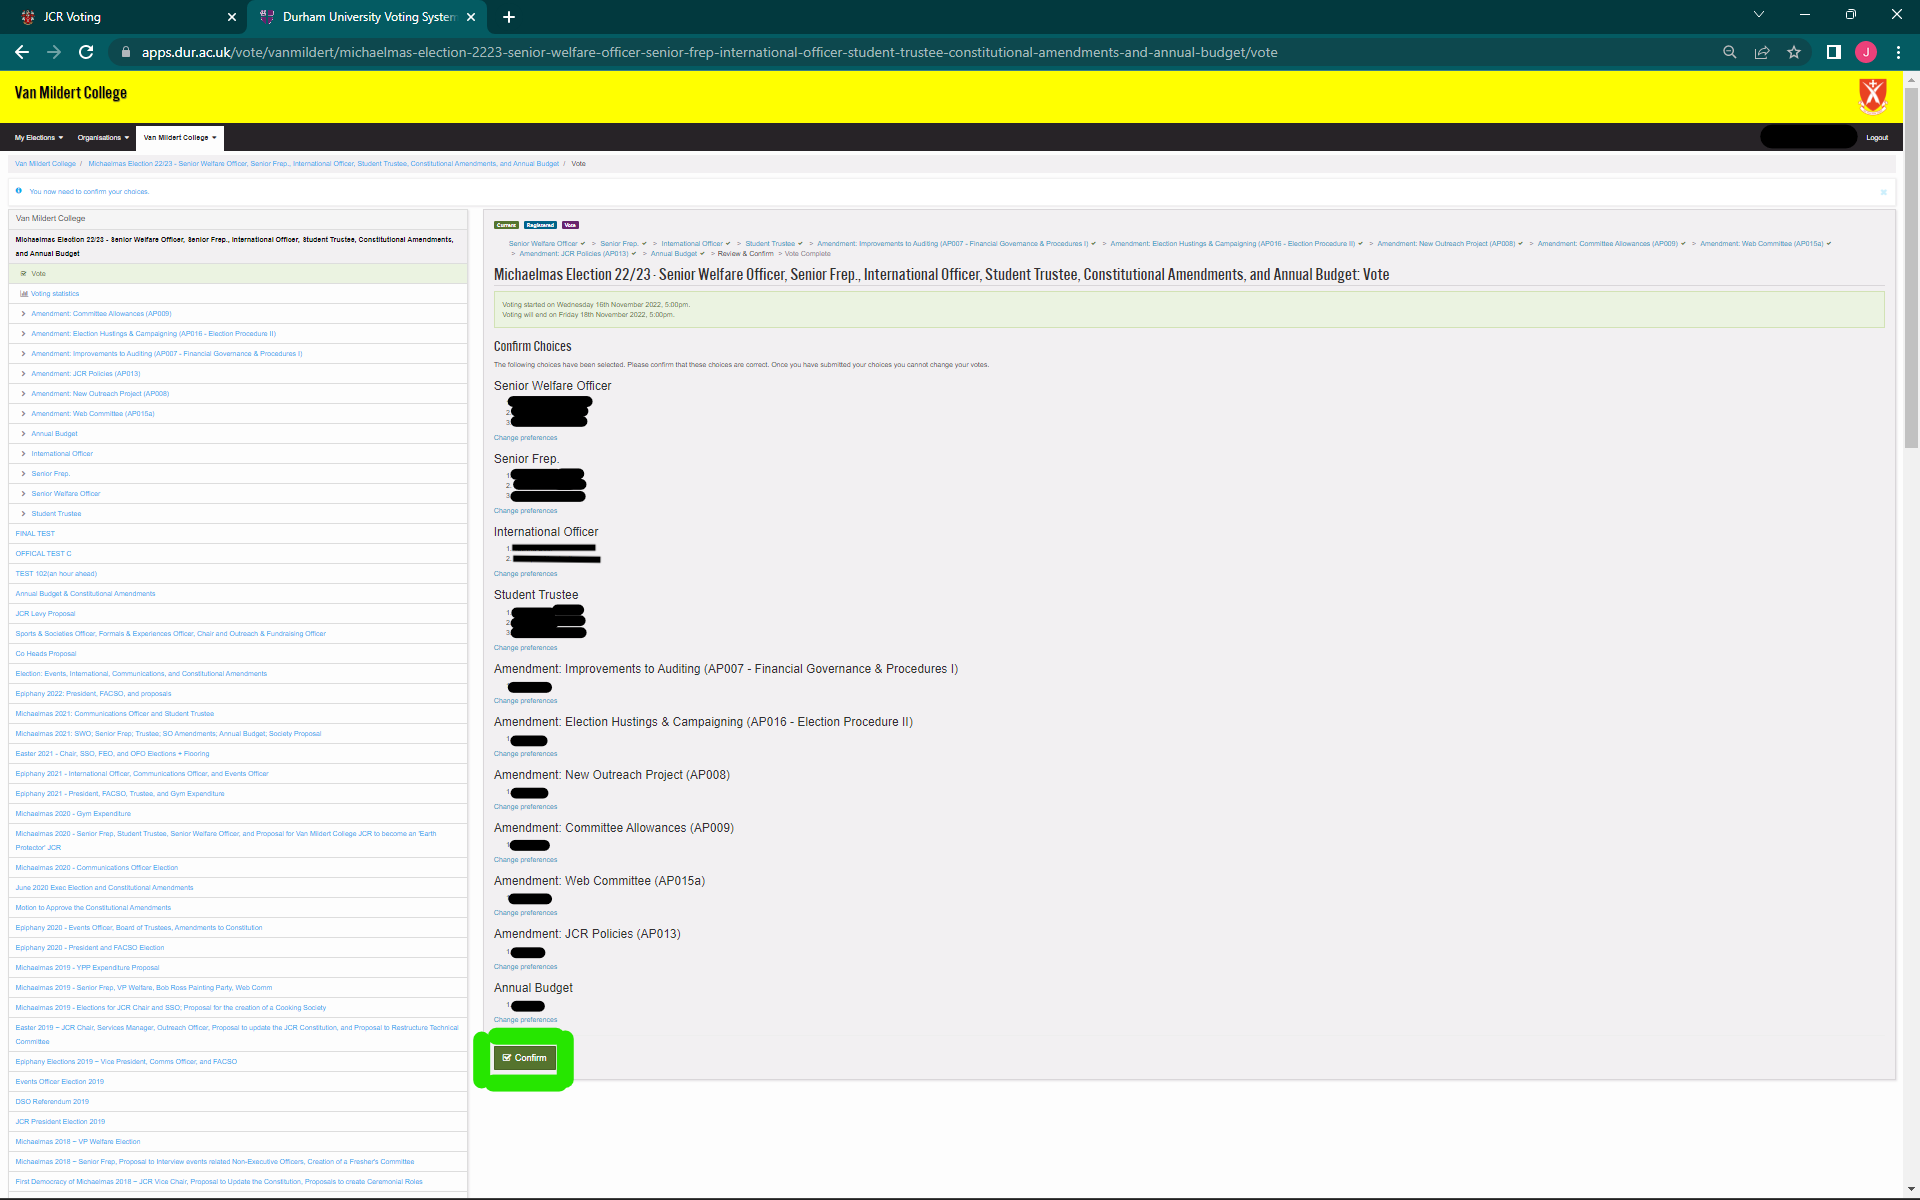 JCR Voting
Durham University Voting System
apps.dur.ac.uk/vote/vanmildert/michaelmas-election-2223-senior-welfare-officer-senior-frep-international-officer-student-trustee-constitutional-amendments-and-annual-budget/vote
J
Van Mildert College
My Elections
Organisations
Van Mildert College
Logout
Van Mildert College / Michaelmas Election 22/23 - Senior Welfare Officer, Senior Frep., International Officer, Student Trustee, Constitutional Amendments, and Annual Budget / Vote
You now need to confirm your choices.
Van Mildert College
Michaelmas Election 22/23 - Senior Welfare Officer, Senior Frep., International Officer, Student Trustee, Constitutional Amendments,
and Annual Budget
Vote
Voting statistics
Amendment: Committee Allowances (AP009)
Amendment: Election Hustings & Campaigning (AP016 - Election Procedure II)
Amendment: Improvements to Auditing (AP007 - Financial Governance & Procedures I)
Amendment: JCR Policies (AP013)
Amendment: New Outreach Project (AP008)
Amendment: Web Committee (AP015a)
Annual Budget
International Officer
Senior Frep.
Senior Welfare Officer
Student Trustee
FINAL TEST
OFFICAL TEST C
TEST 102(an hour ahead)
Annual Budget & Constitutional Amendments
JCR Levy Proposal
Sports & Societies Officer, Formals & Experiences Officer, Chair and Outreach & Fundraising Officer
Co Heads Proposal
Election: Events, International, Communications, and Constitutional Amendments
Epiphany 2022: President, FACSO, and proposals
Michaelmas 2021: Communications Officer and Student Trustee
Michaelmas 2021: SWO; Senior Frep; Trustee; SO Amendments; Annual Budget; Society Proposal
Easter 2021 - Chair, SSO, FEO, and OFO Elections + Flooring
Epiphany 2021 - International Officer, Communications Officer, and Events Officer
Epiphany 2021 - President, FACSO, Trustee, and Gym Expenditure
Michaelmas 2020 - Gym Expenditure
Michaelmas 2020 - Senior Frep, Student Trustee, Senior Welfare Officer, and Proposal for Van Mildert College JCR to become an 'Earth
Protector' JCR
Michaelmas 2020 - Communications Officer Election
June 2020 Exec Election and Constitutional Amendments
Motion to Approve the Constitutional Amendments
Epiphany 2020 - Events Officer, Board of Trustees, Amendments to Constitution
Epiphany 2020 - President and FACSO Election
Michaelmas 2019 - YPP Expenditure Proposal
Michaelmas 2019 - Senior Frep, VP Welfare, Bob Ross Painting Party, Web Comm
Michaelmas 2019 - Elections for JCR Chair and SSO; Proposal for the creation of a Cooking Society
Easter 2019 ~ JCR Chair, Services Manager, Outreach Officer, Proposal to update the JCR Constitution, and Proposal to Restructure Technical
Committee
Epiphany Elections 2019 ~ Vice President, Comms Officer, and FACSO
Events Officer Election 2019
DSO Referendum 2019
JCR President Election 2019
Michaelmas 2018 ~ VP Welfare Election
Michaelmas 2018 ~ Senior Frep, Proposal to Interview events related Non-Executive Officers, Creation of a Fresher's Committee
First Democracy of Michaelmas 2018 ~ JCR Vice Chair, Proposal to Update the Constitution, Proposals to create Ceremonial Roles
Current Registered Vote
Senior Welfare Officer > Senior Frep. > International Officer > Student Trustee > Amendment: Improvements to Auditing (AP007 - Financial Governance & Procedures I) > Amendment: Election Hustings & Campaigning (AP016 - Election Procedure II) > Amendment: New Outreach Project (AP008) > Amendment: Committee Allowances (AP009) > Amendment: Web Committee (AP015a)
> Amendment: JCR Policies (AP013) > Annual Budget > Review & Confirm > Vote Complete
Michaelmas Election 22/23 - Senior Welfare Officer, Senior Frep., International Officer, Student Trustee, Constitutional Amendments, and Annual Budget: Vote
Voting started on Wednesday 16th November 2022, 5:00pm.
Voting will end on Friday 18th November 2022, 5:00pm.
Confirm Choices
The following choices have been selected. Please confirm that these choices are correct. Once you have submitted your choices you cannot change your votes.
Senior Welfare Officer
2.
3.
Change preferences
Senior Frep.
1.
2.
3.
Change preferences
International Officer
1.
2.
Change preferences
Student Trustee
1.
2.
3.
Change preferences
Amendment: Improvements to Auditing (AP007 - Financial Governance & Procedures I)
Change preferences
Amendment: Election Hustings & Campaigning (AP016 - Election Procedure II)
1
Change preferences
Amendment: New Outreach Project (AP008)
1
Change preferences
Amendment: Committee Allowances (AP009)
1
Change preferences
Amendment: Web Committee (AP015a)
Change preferences
Amendment: JCR Policies (AP013)
1
Change preferences
Annual Budget
1
Change preferences
Confirm